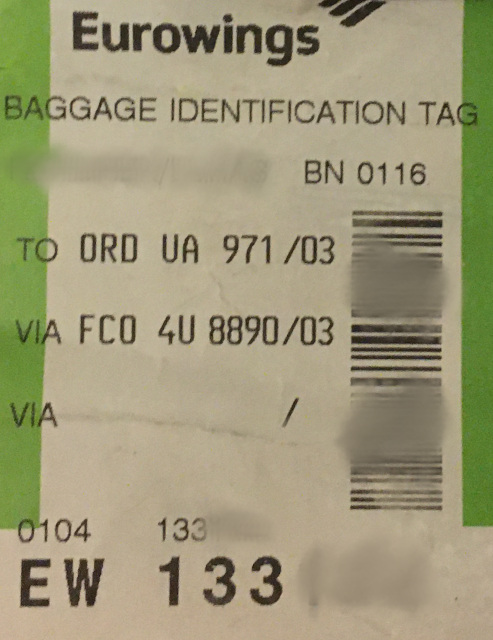 Eurowings
BAGGAGE IDENTIFICATION TAG
BN 0116
TO ORD UA 971/03
VIA FCO 4U 8890/03
VIA /
0104 133
EW 133